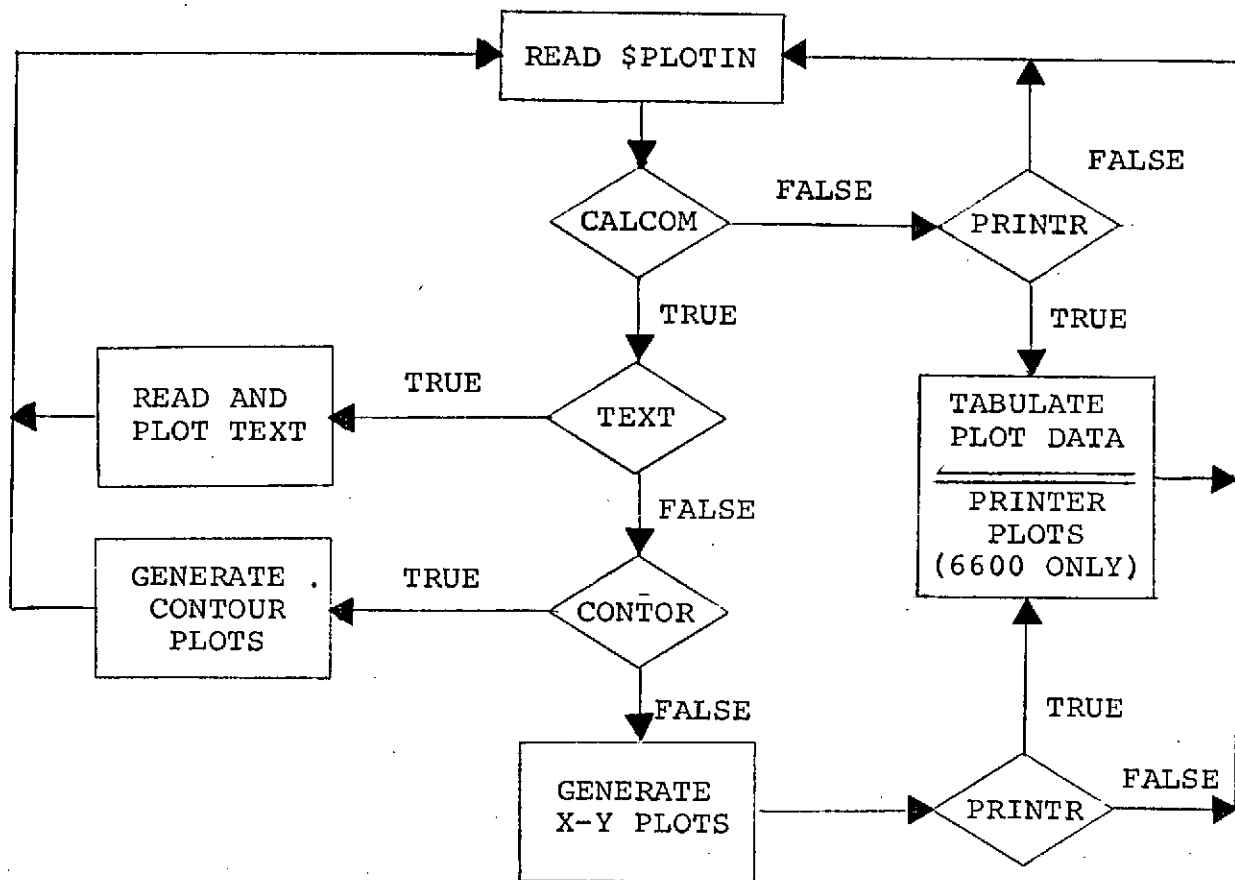 READ $PLOTIN
FALSE
CALCOM
FALSE
PRINTR
TRUE
TRUE
READ AND
PLOT TEXT
TRUE
TEXT
TABULATE
PLOT DATA
PRINTER
PLOTS
(6600 ONLY)
FALSE
GENERATE
CONTOUR
PLOTS
TRUE
CONTOR
FALSE
TRUE
GENERATE
X-Y PLOTS
PRINTR
FALSE